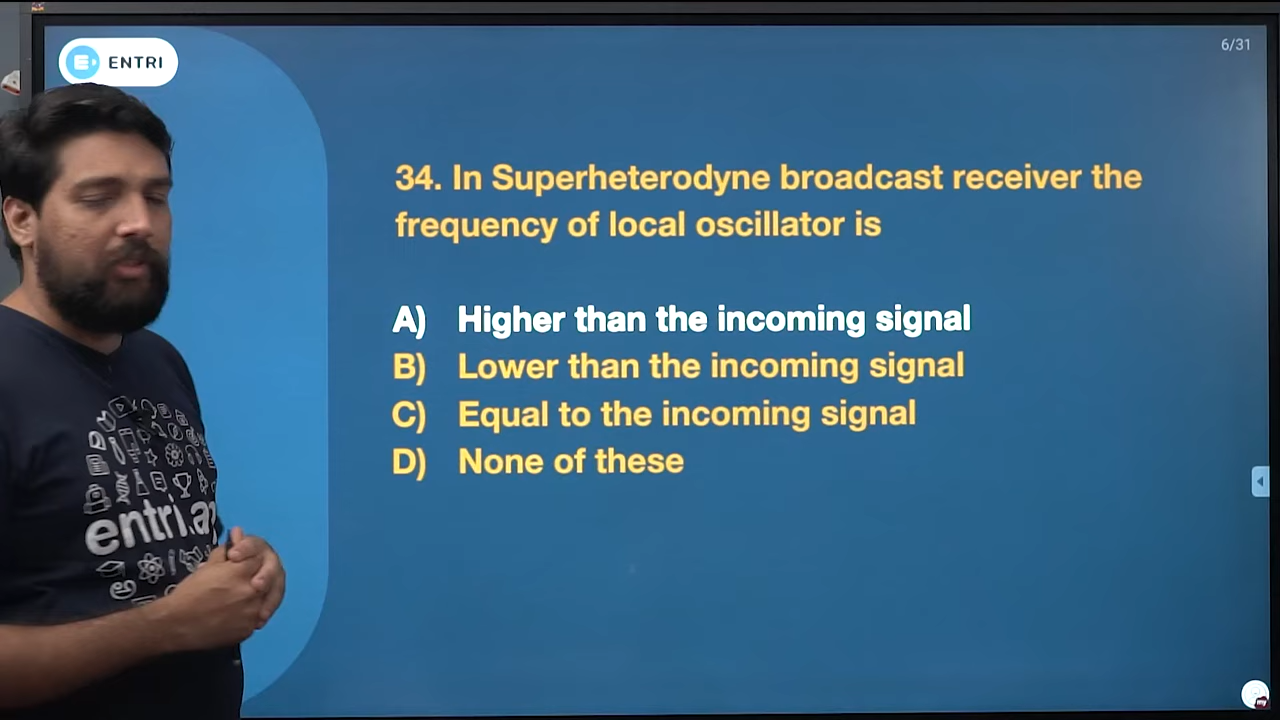 ENTRI
6/31
34. In Superheterodyne broadcast receiver the
frequency of local oscillator is
A) Higher than the incoming signal
B) Lower than the incoming signal
C) Equal to the incoming signal
D) None of these
entri.a